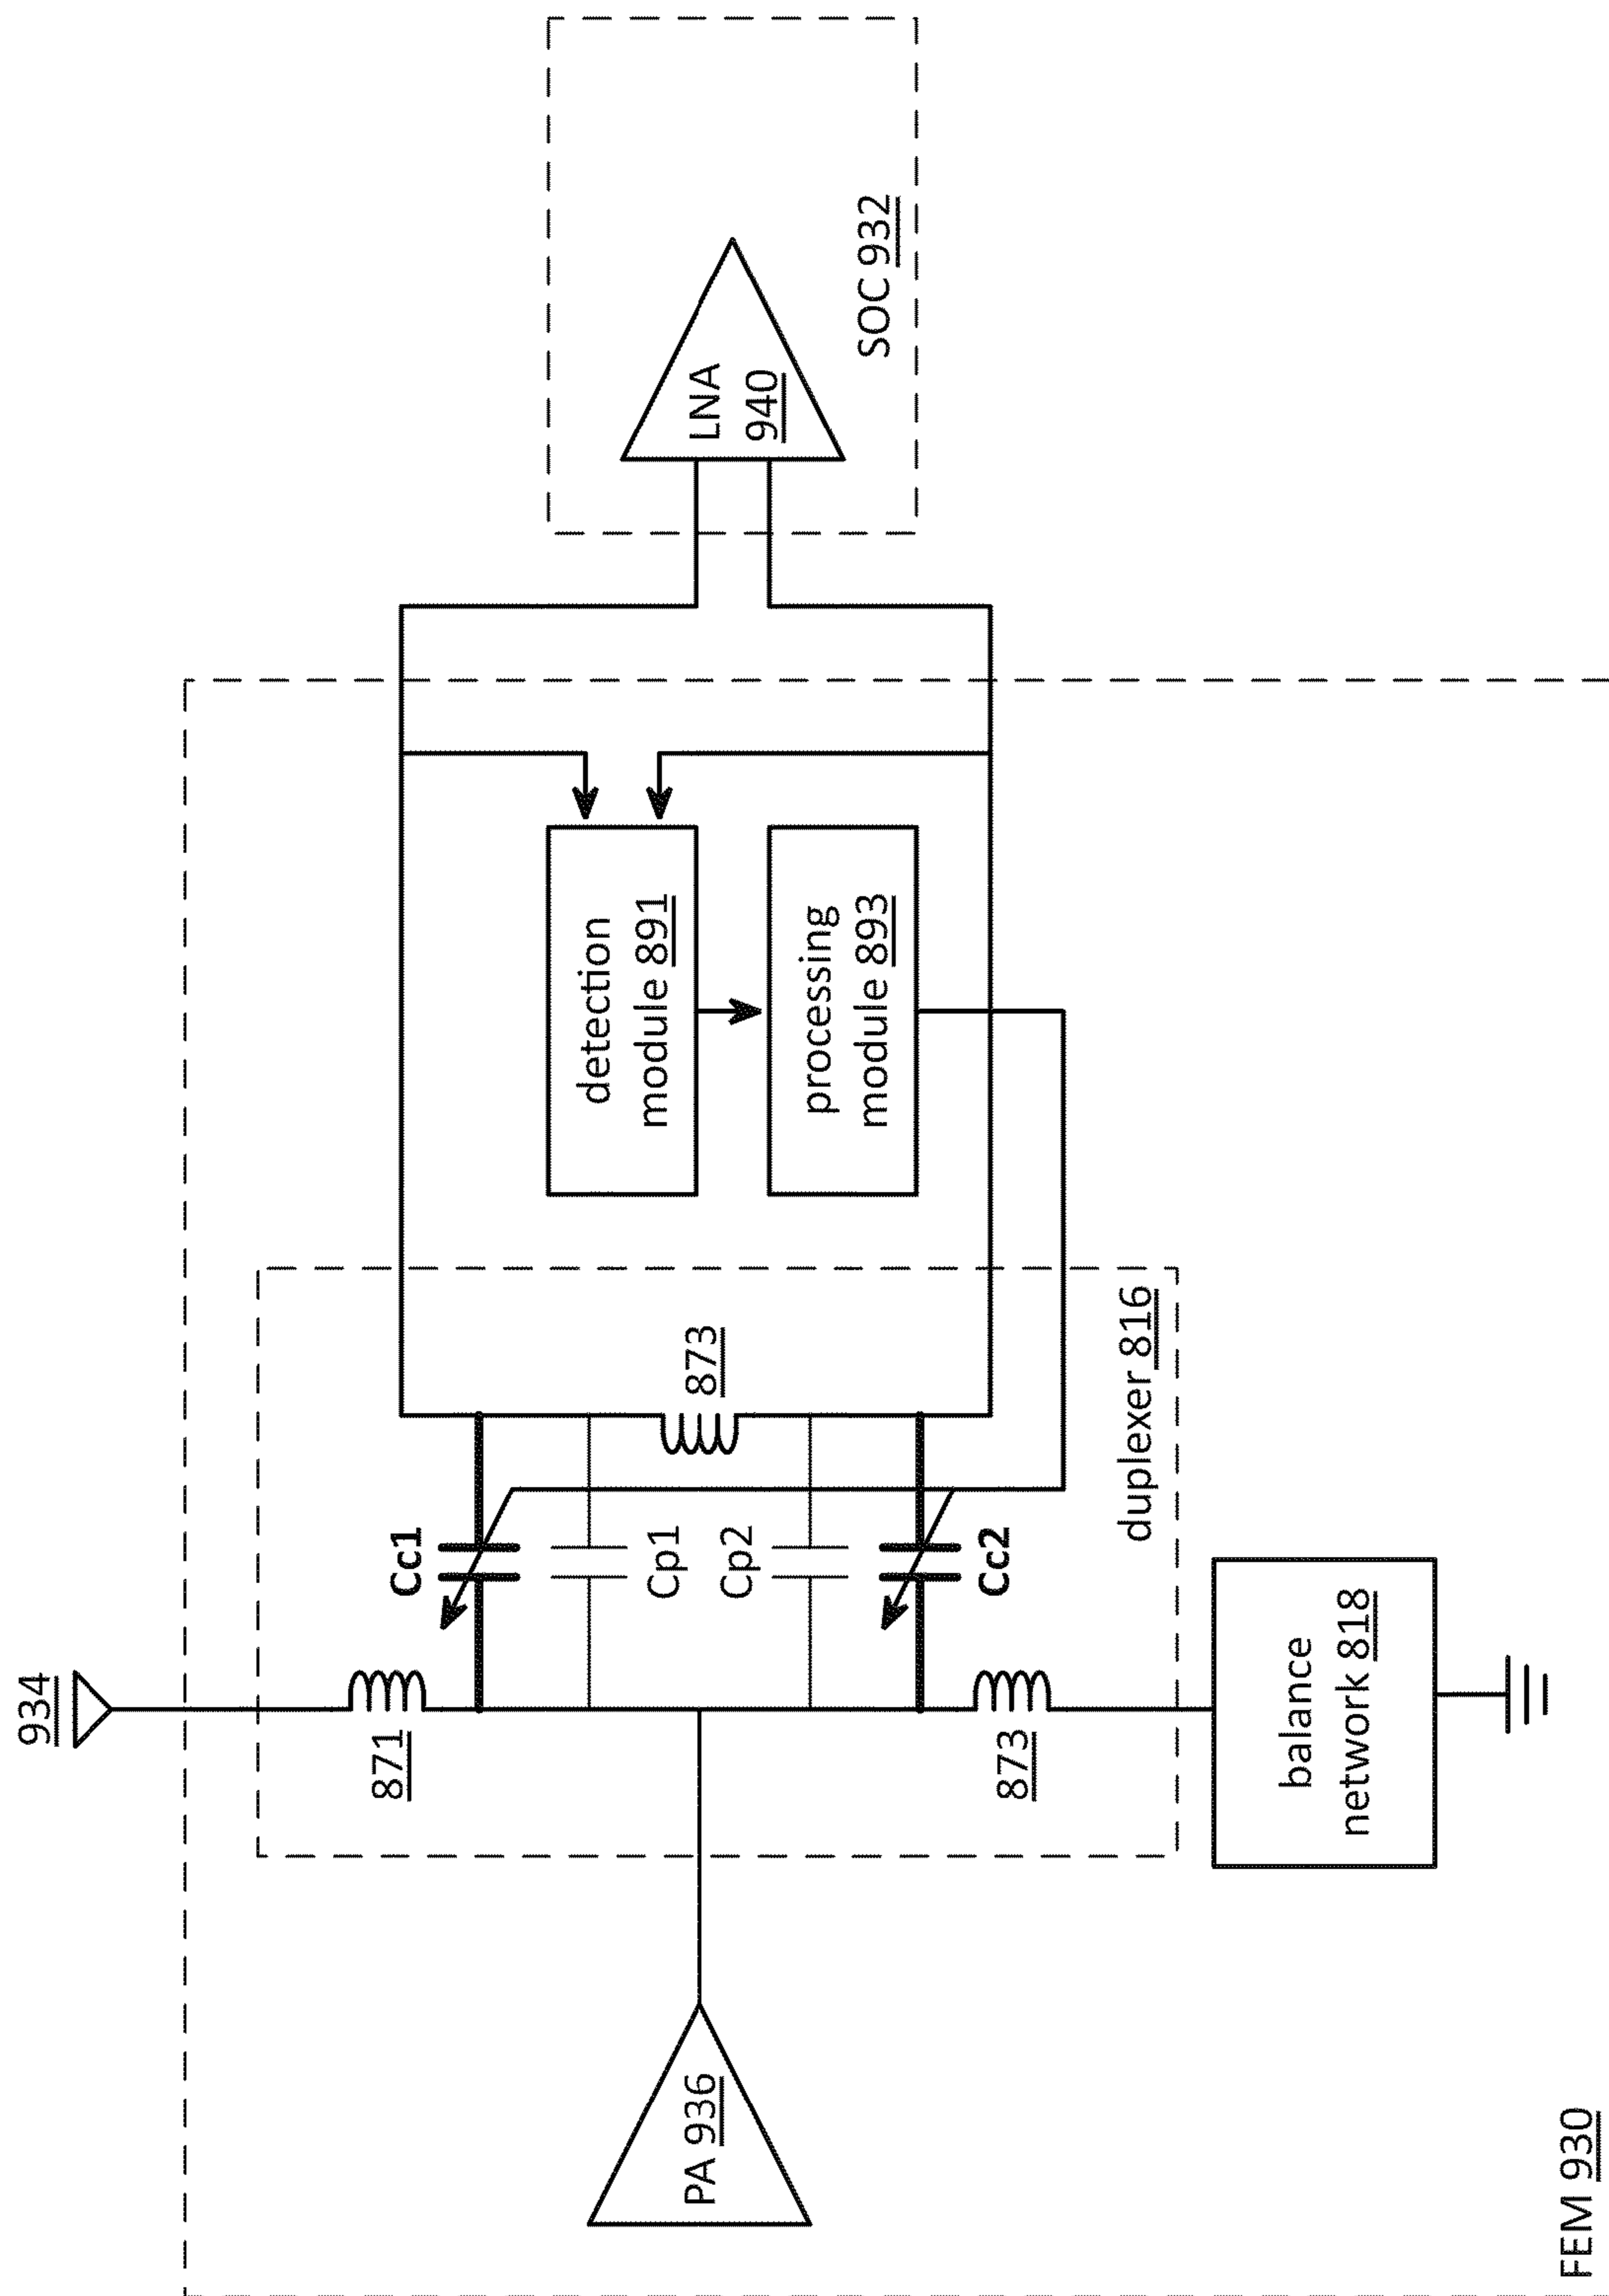 934
871
Cc1
Cp1
Cp2
Cc2
873
873
duplexer 816
balance
network 818
PA 936
detection
module 891
processing
module 893
LNA
940
SOC 932
FEM 930